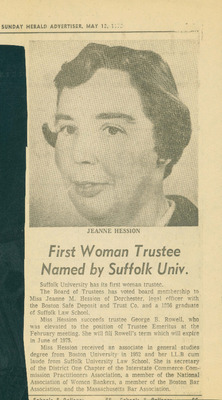 SUNDAY HERALD ADVERTISER, MAY 13,
JEANNE HESSION
First Woman Trustee
Named by Suffolk Univ.
Suffolk University has its first woman trustee.
The Board of Trustees has voted board membership to
Miss Jeanne M. Hession of Dorchester, legal officer with
the Boston Safe Deposit and Trust Co. and a 1956 graduate
of Suffolk Law School.
Miss Hession succeeds trustee George B. Rowell, who
was elevated to the position of Trustee Emeritus at the
February meeting. She will fill Rowell's term which will expire
in June of 1978.
Miss Hession received an associate in general studies
degree from Boston University in 1952 and her LL.B cum
laude from Suffolk University Law School. She is secretary
of the District One Chapter of the Interstate Commerce Com-
mission Practitioners Association, a member of the National
Association of Women Bankers, a member of the Boston Bar
Association, and the Massachusetts Bar Association.